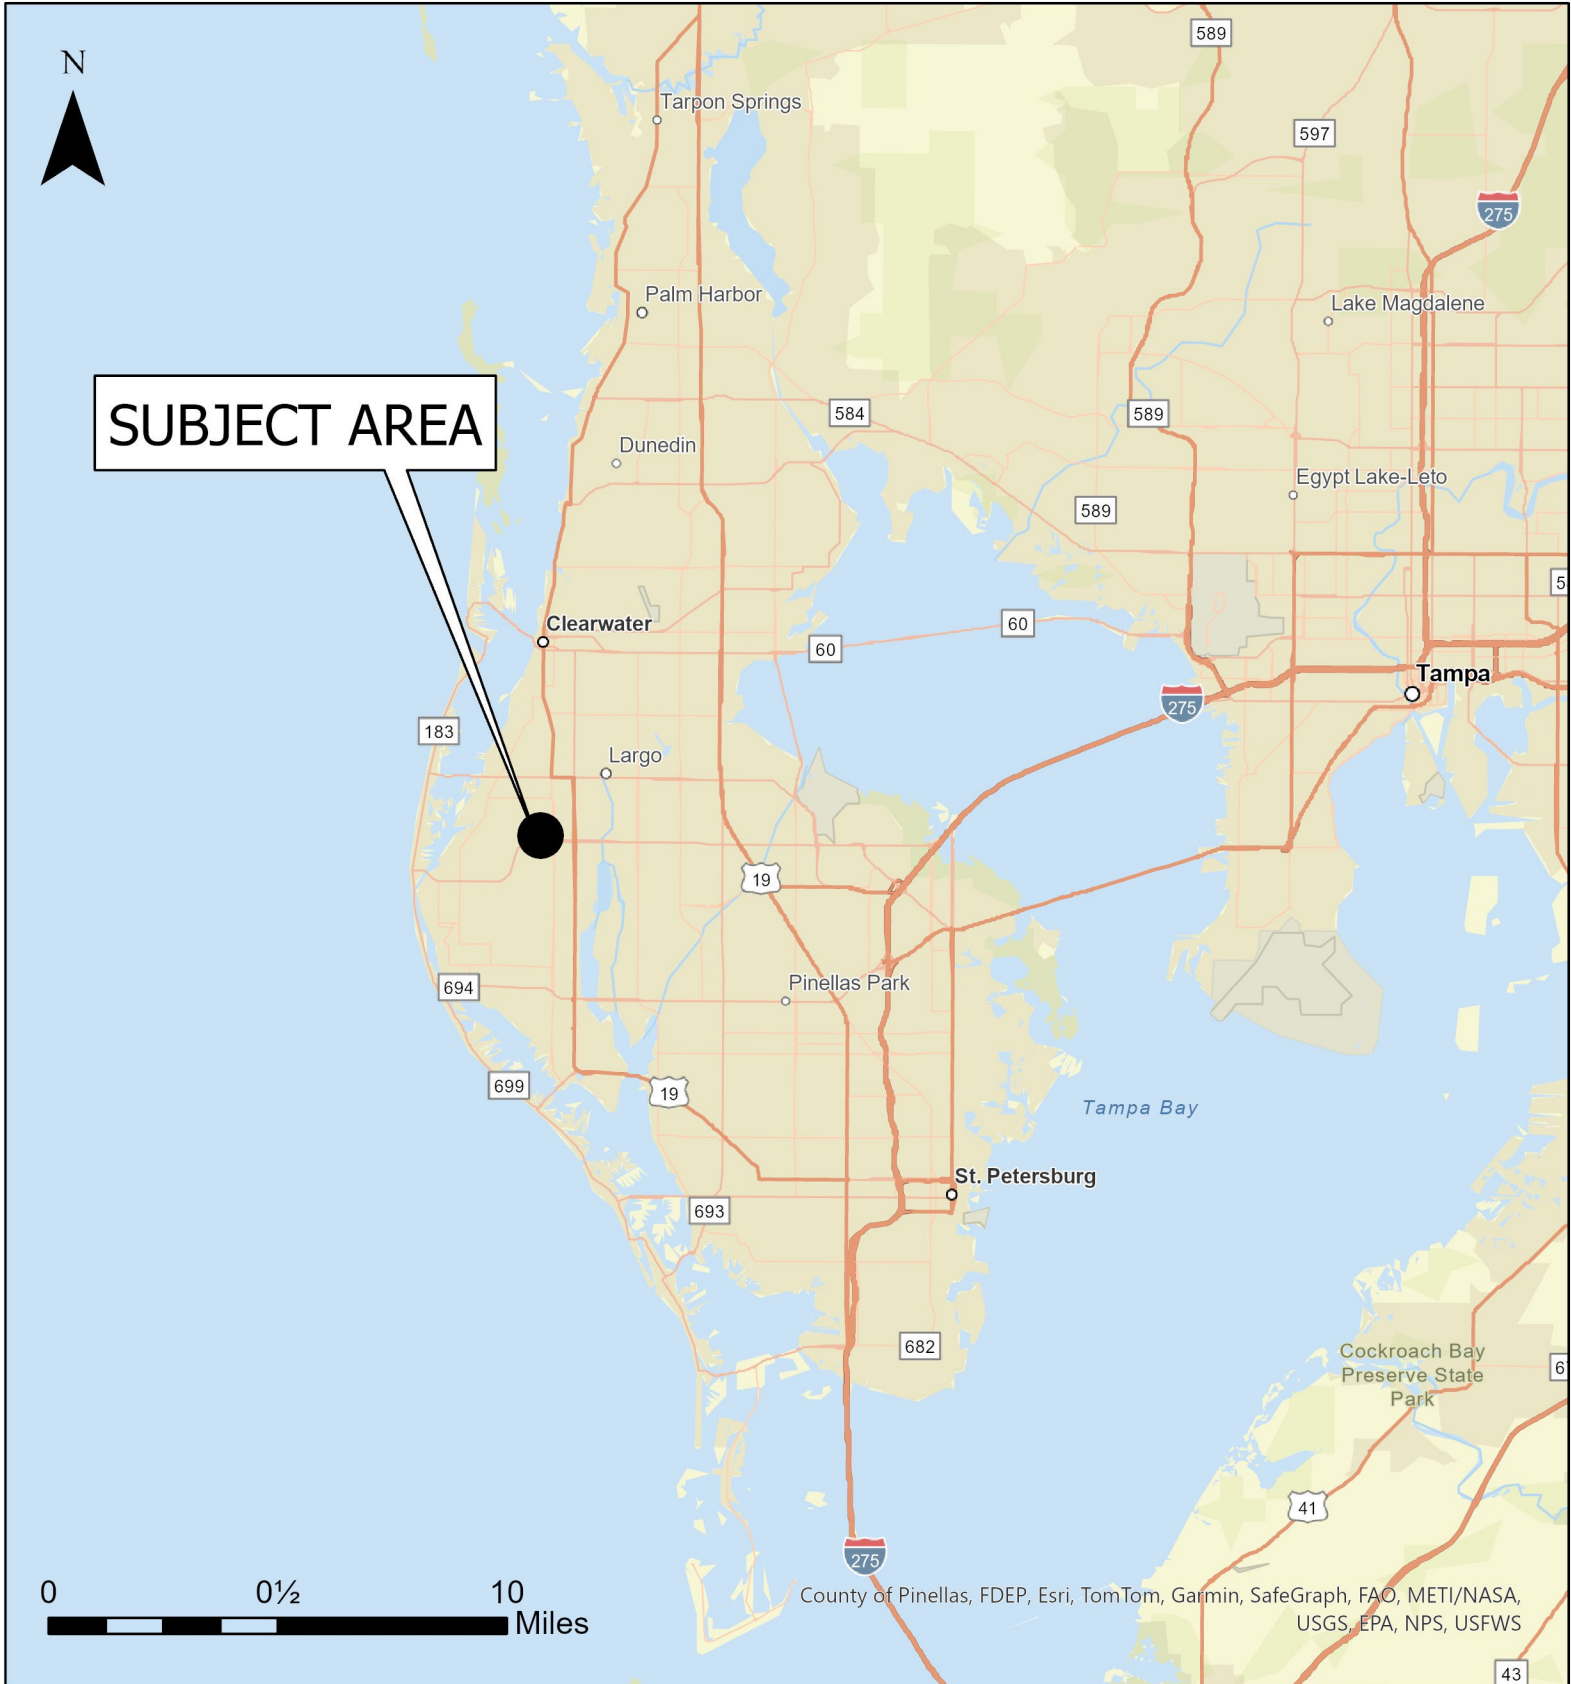 589
N
Tarpon Springs
597
275
Palm Harbor
Lake Magdalene
SUBJECT AREA
584
589
Dunedin
Egypt Lake-Leto
589
5
Clearwater
60
60
Tampa
275
183
Largo
19
Pinellas Park
694
699
19
Tampa Bay
St. Petersburg
693
682
Cockroach Bay
Preserve State
Park
6
41
275
0 0½ 10
Miles
County of Pinellas, FDEP, Esri, TomTom, Garmin, SafeGraph, FAO, METI/NASA,
USGS, EPA, NPS, USFWS
43